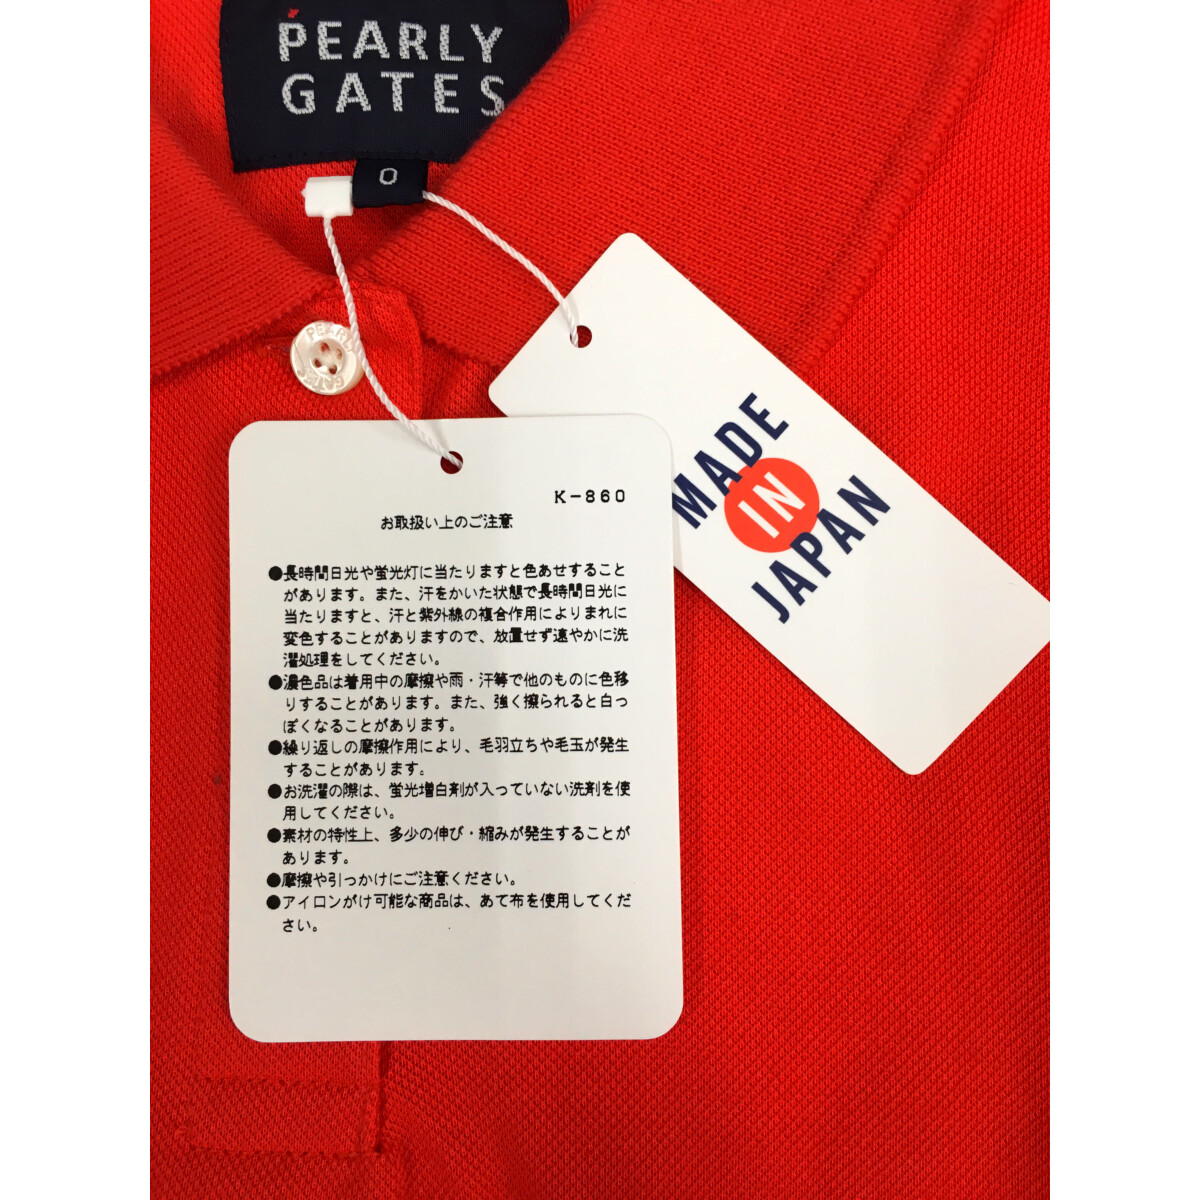 PEARLY
GATES
0
PEARLY
GATES
MADE
IN
JAPAN
K-860
お取扱い上のご注意
●長時間日光や蛍光灯に当たりますと色あせすること
があります。また、汗をかいた状態で長時間日光に
当たりますと、汗と紫外線の複合作用によりまれに
変色することがありますので、放置せず速やかに洗
濯処理をしてください。
●濃色品は着用中の摩擦や雨・汗等で他のものに色移
りすることがあります。また、強く擦られると白っ
ぽくなることがあります。
●繰り返しの摩擦作用により、毛羽立ちや毛玉が発生
することがあります。
●お洗濯の際は、蛍光増白剤が入っていない洗剤を使
用してください。
●素材の特性上、多少の伸び・縮みが発生することが
あります。
●摩擦や引っかけにご注意ください。
●アイロンがけ可能な商品は、あて布を使用してくだ
さい。